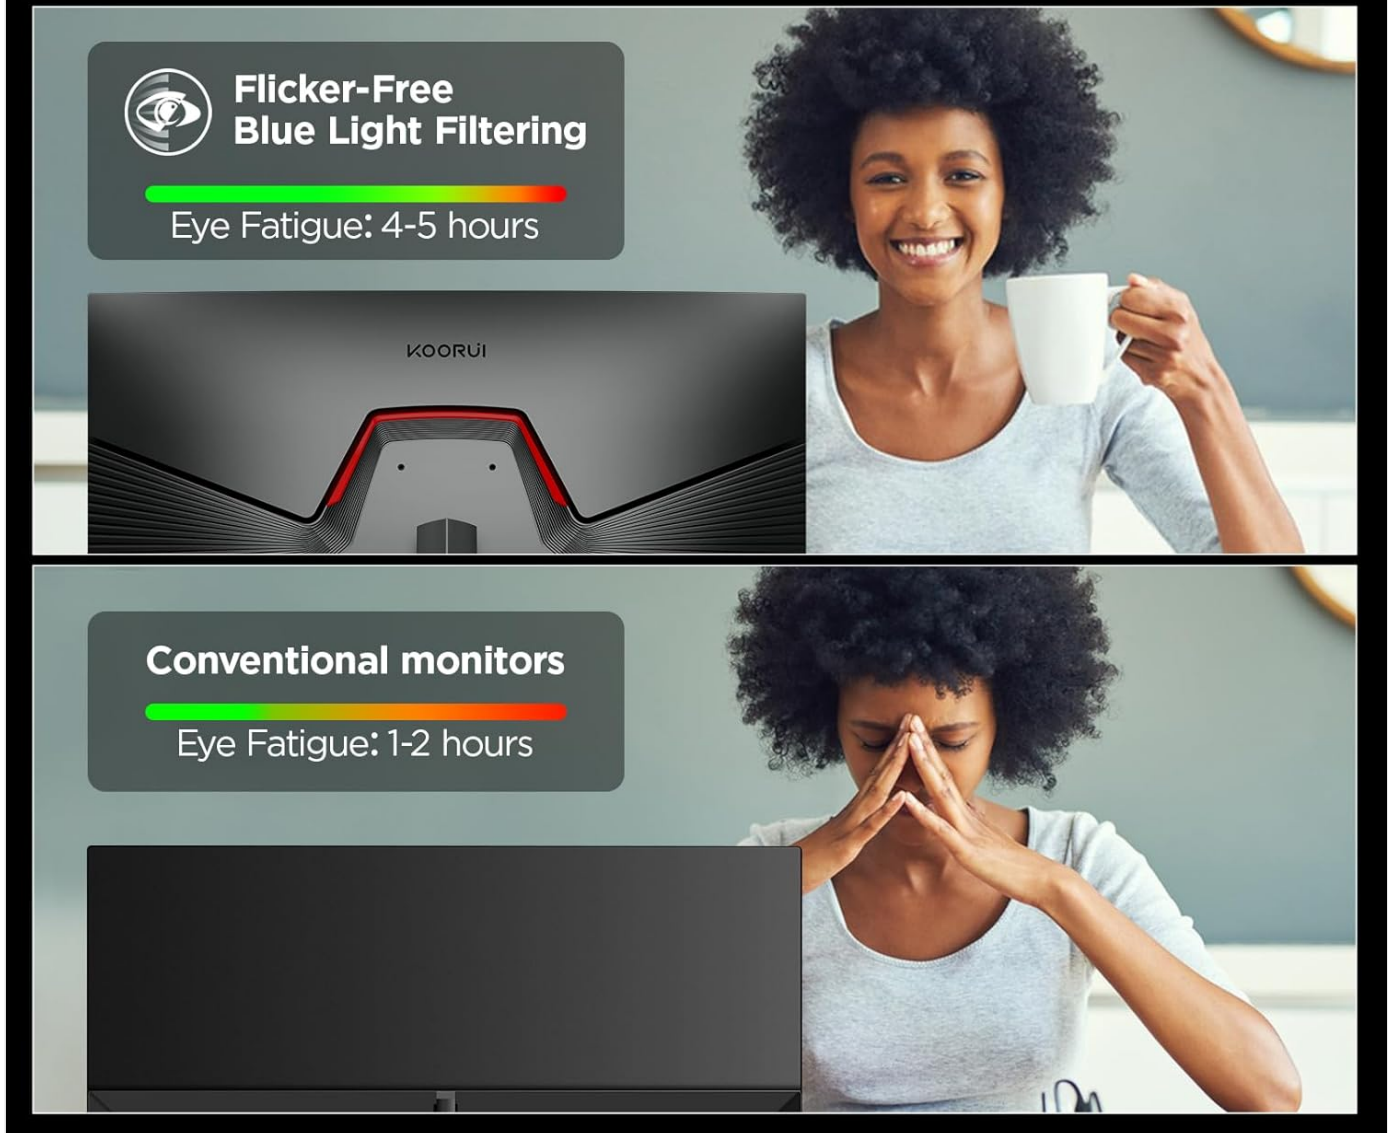 Flicker-Free
Blue Light Filtering
Eye Fatigue: 4-5 hours
KOORUI
Conventional monitors
Eye Fatigue: 1-2 hours